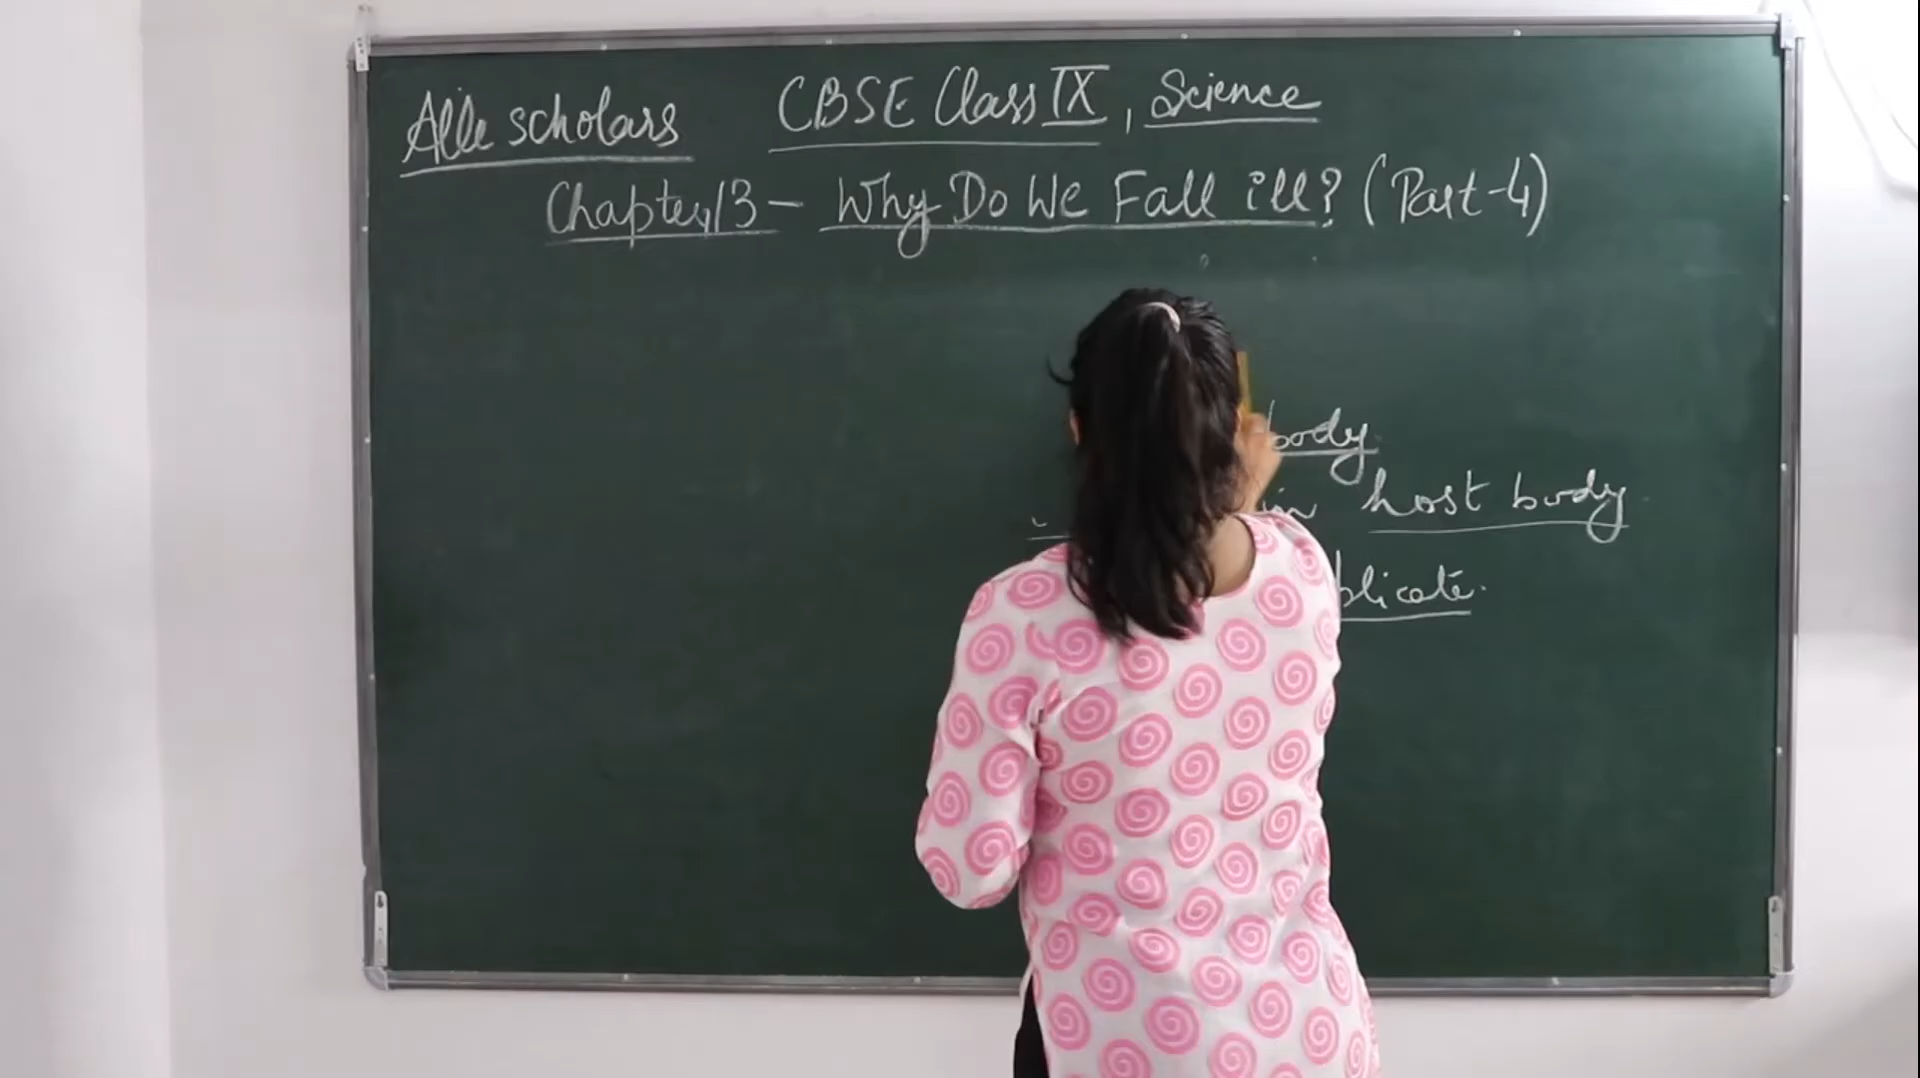 Alle scholars CBSE Class IX, Science
Chapter 13 - Why Do We Fall ill? (Part-4)
body
in host body
plicate.